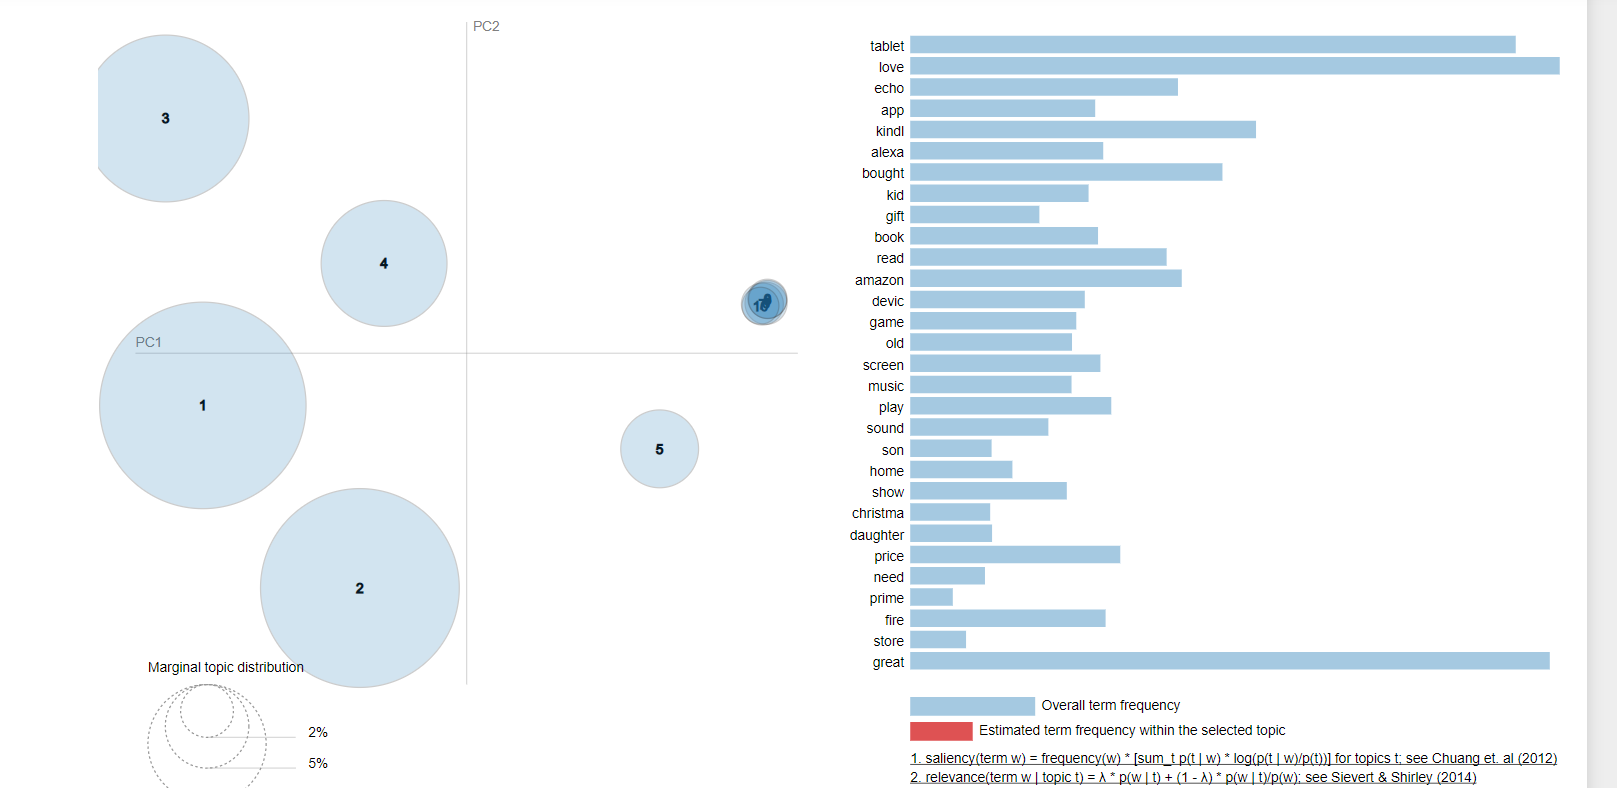 PC2
3
4
PC1
1
5
2
Marginal topic distribution
2%
5%
tablet
love
echo
app
kindl
alexa
bought
kid
gift
book
read
amazon
devic
game
old
screen
music
play
sound
son
home
show
christma
daughter
price
need
prime
fire
store
great
Overall term frequency
Estimated term frequency within the selected topic
1. saliency(term w) = frequency(w) * [sum_t p(t | w) * log(p(t | w)/p(t))] for topics t; see Chuang et. al (2012)
2. relevance(term w | topic t) = λ * p(w | t) + (1 - λ) * p(w | t)/p(w); see Sievert & Shirley (2014)